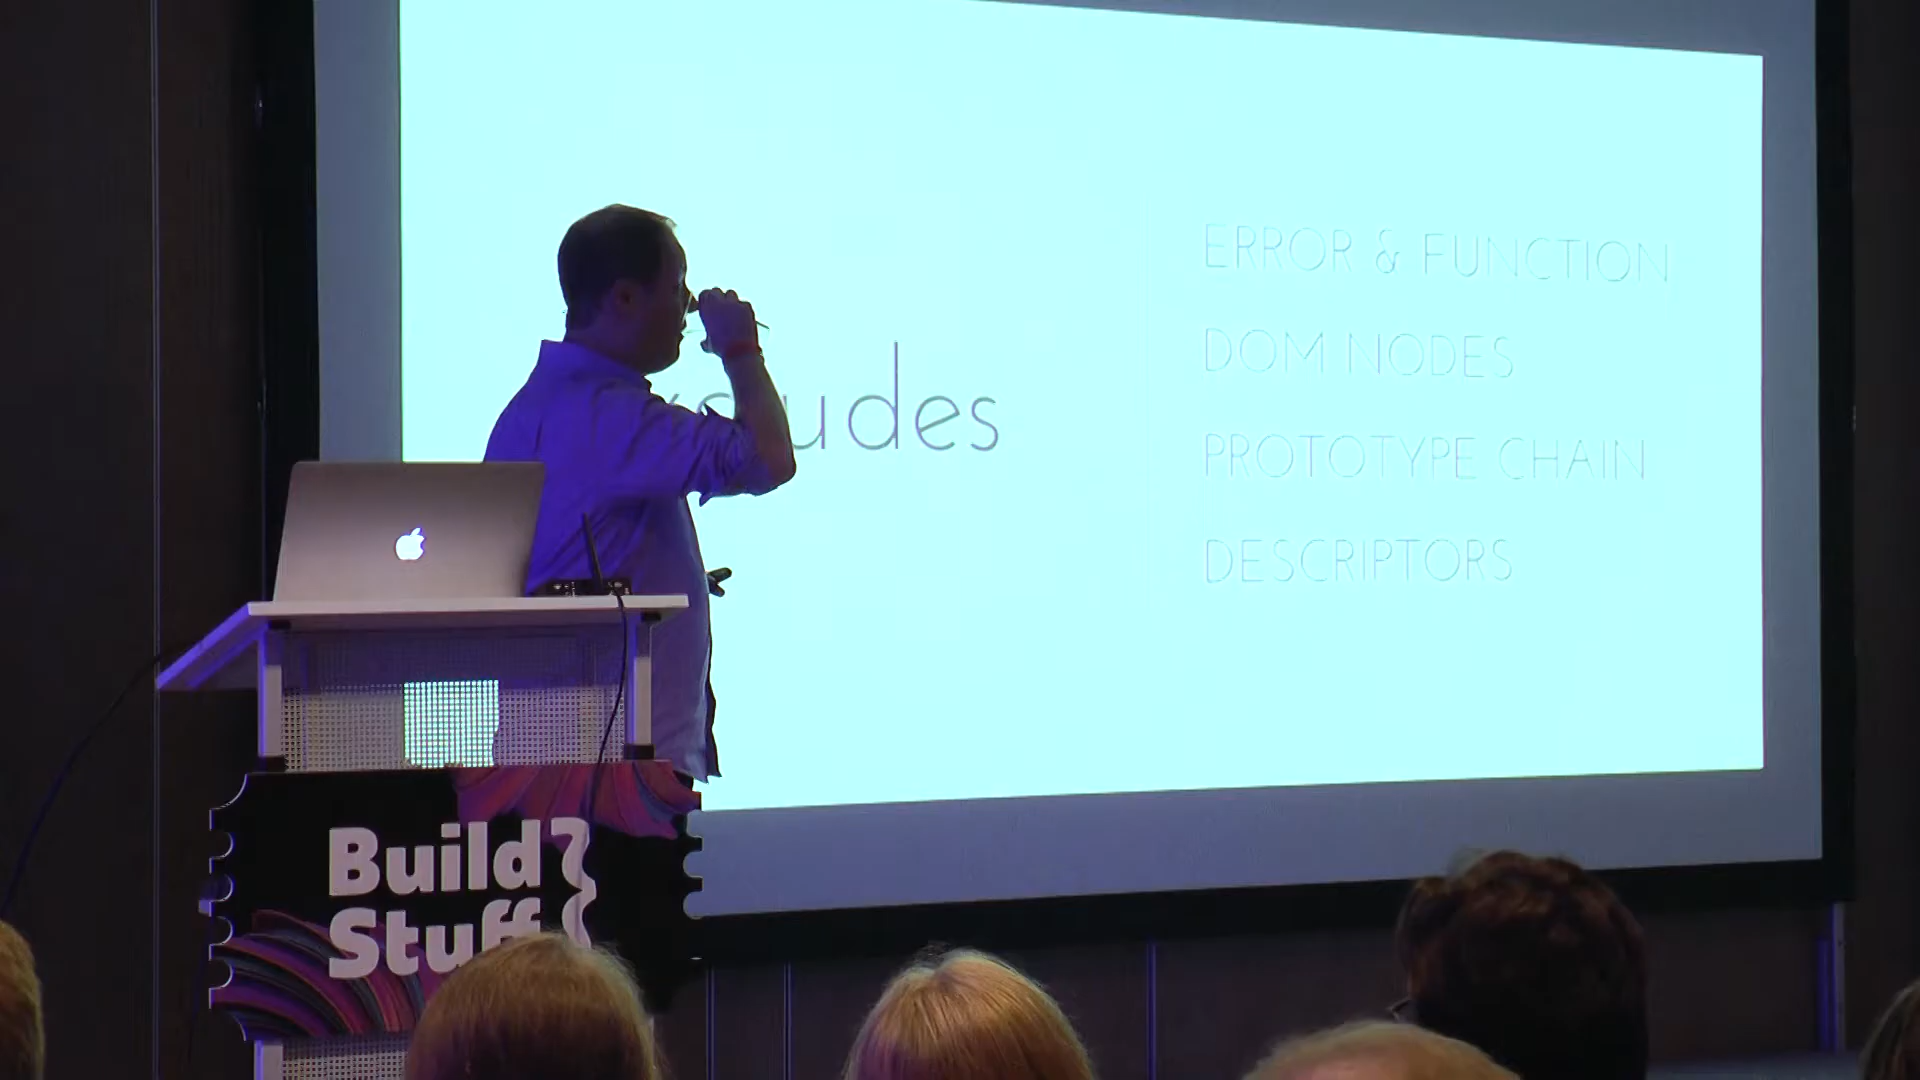 udes
ERROR & FUNCTION
DOM NODES
PROTOTYPE CHAIN
DESCRIPTORS
Build
Stuff